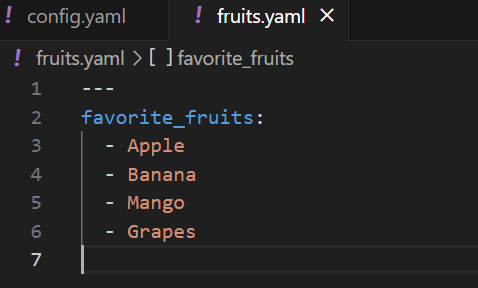 ! config.yaml ! fruits.yaml ×
! fruits.yaml > [ ] favorite_fruits
1 ---
2 favorite_fruits:
3   - Apple
4   - Banana
5   - Mango
6   - Grapes
7